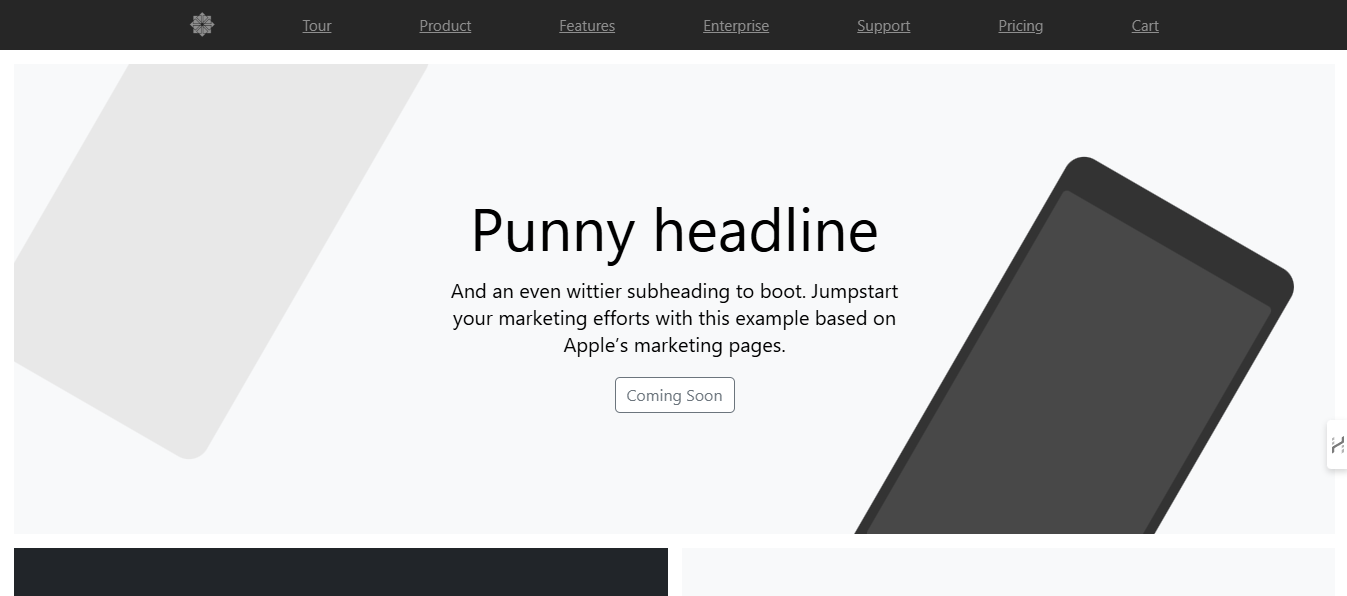 Tour Product Features Enterprise Support Pricing Cart
Punny headline
And an even wittier subheading to boot. Jumpstart
your marketing efforts with this example based on
Apple’s marketing pages.
Coming Soon